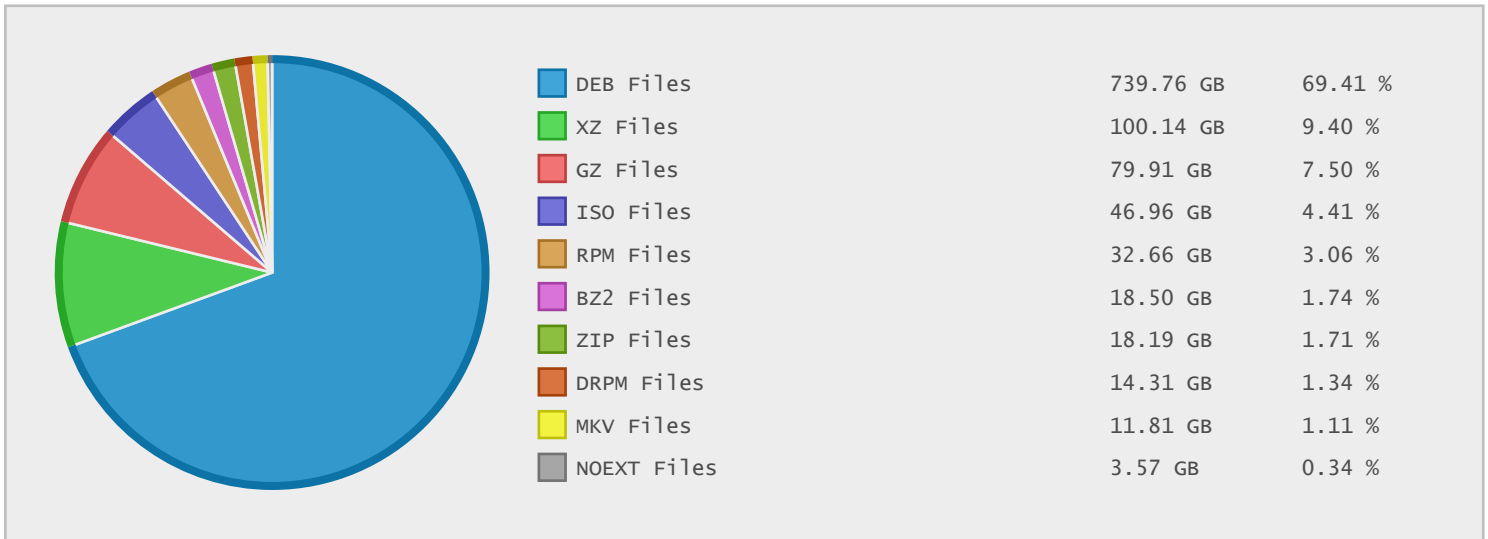 DEB Files 739.76 GB 69.41 %
XZ Files 100.14 GB 9.40 %
GZ Files 79.91 GB 7.50 %
ISO Files 46.96 GB 4.41 %
RPM Files 32.66 GB 3.06 %
BZ2 Files 18.50 GB 1.74 %
ZIP Files 18.19 GB 1.71 %
DRPM Files 14.31 GB 1.34 %
MKV Files 11.81 GB 1.11 %
NOEXT Files 3.57 GB 0.34 %